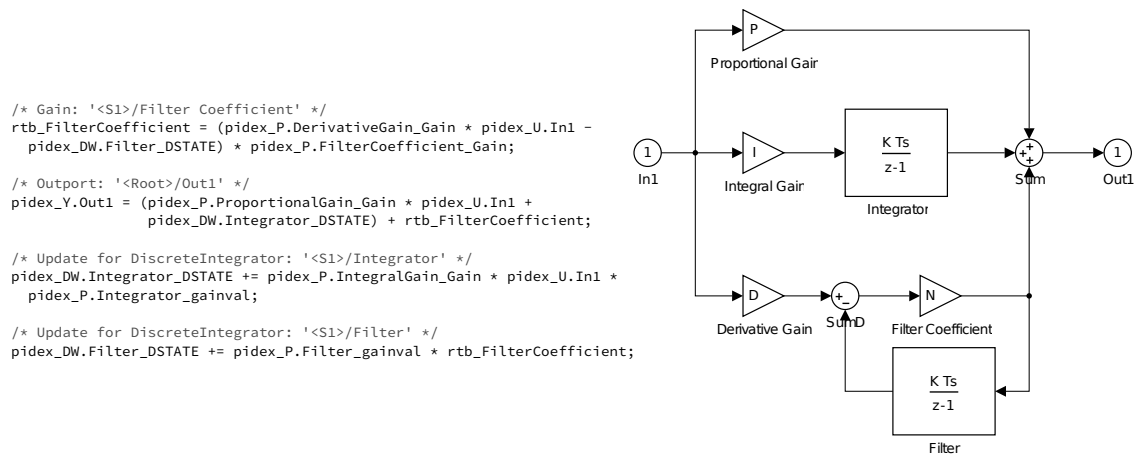 /* Gain: '<S1>/Filter Coefficient' */
rtb_FilterCoefficient = (pidex_P.DerivativeGain_Gain * pidex_U.In1 -
pidex_DW.Filter_DSTATE) * pidex_P.FilterCoefficient_Gain;
/* Outport: '<Root>/Out1' */
pidex_Y.Out1 = (pidex_P.ProportionalGain_Gain * pidex_U.In1 +
pidex_DW.Integrator_DSTATE) + rtb_FilterCoefficient;
/* Update for DiscreteIntegrator: '<S1>/Integrator' */
pidex_DW.Integrator_DSTATE += pidex_P.IntegralGain_Gain * pidex_U.In1 *
pidex_P.Integrator_gainval;
/* Update for DiscreteIntegrator: '<S1>/Filter' */
pidex_DW.Filter_DSTATE += pidex_P.Filter_gainval * rtb_FilterCoefficient;
P
Proportional Gain
1
In1
I
Integral Gain
K Ts
z-1
Integrator
+
+
+
Sum
1
Out1
D
Derivative Gain
+
−
SumD
N
Filter Coefficient
K Ts
z-1
Filter